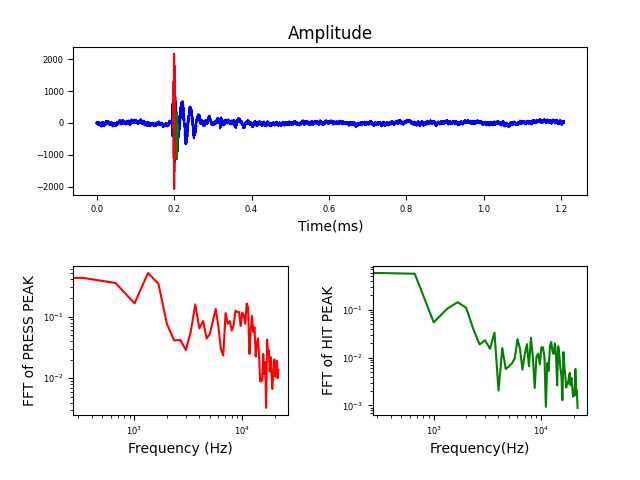 Amplitude
2000
1000
0
−1000
−2000
0.0 0.2 0.4 0.6 0.8 1.0 1.2
Time(ms)
FFT of PRESS PEAK
10⁻¹
10⁻²
10³ 10⁴
Frequency (Hz)
FFT of HIT PEAK
10⁻¹
10⁻²
10⁻³
10³ 10⁴
Frequency(Hz)